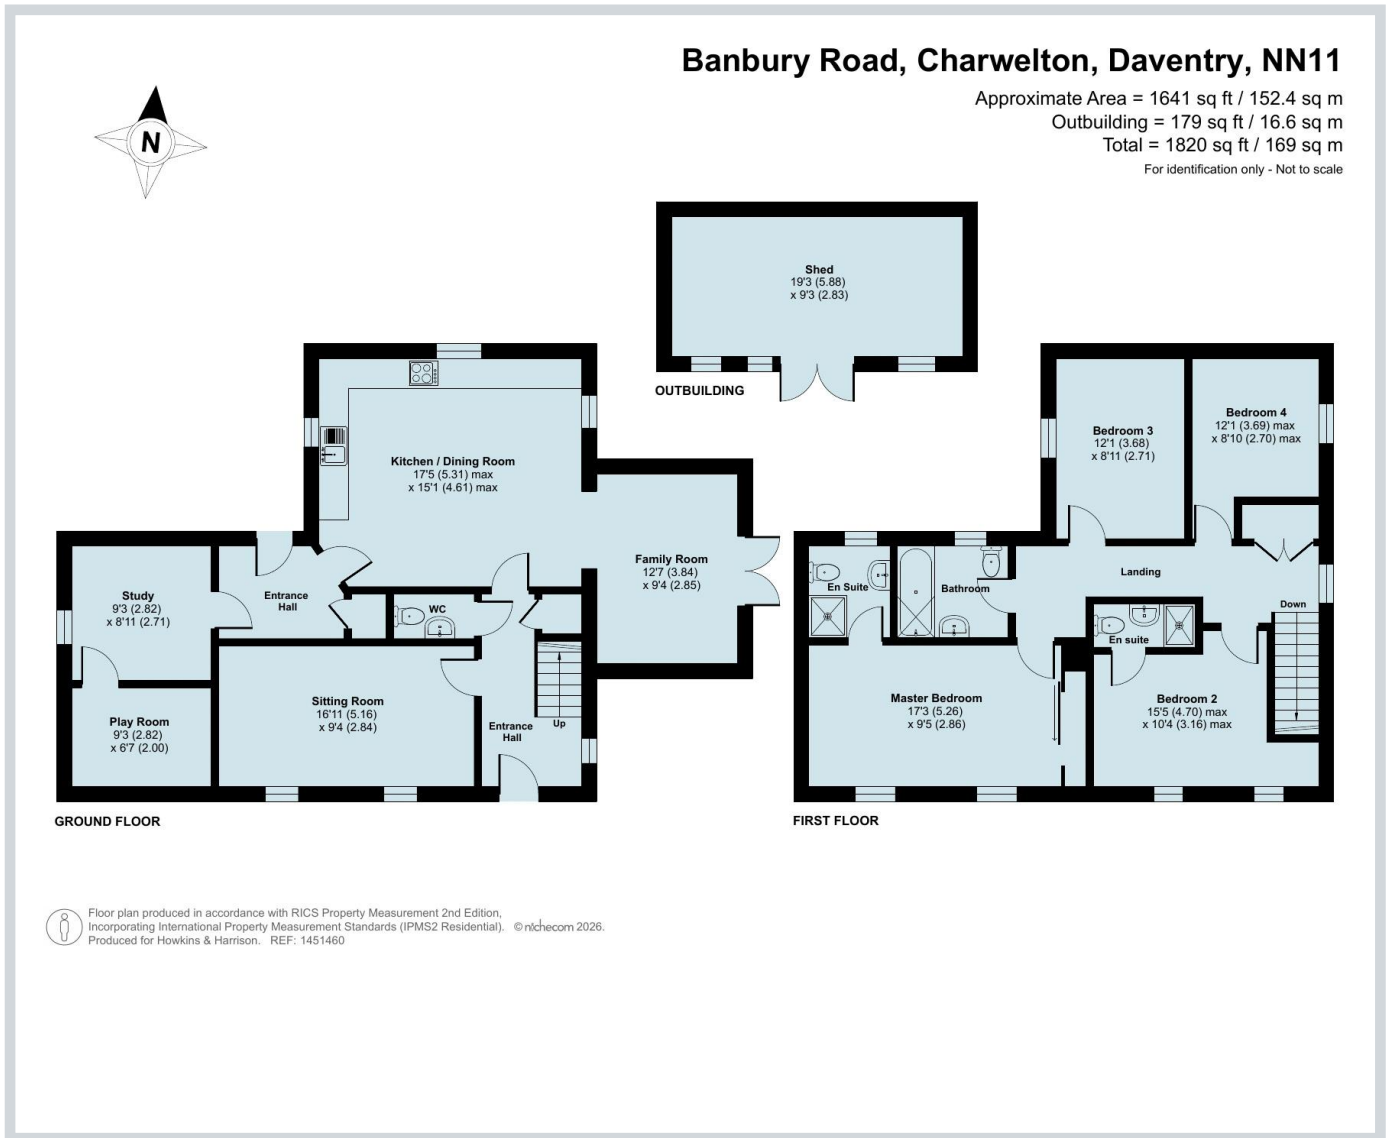 Banbury Road, Charwelton, Daventry, NN11
Approximate Area = 1641 sq ft / 152.4 sq m
Outbuilding = 179 sq ft / 16.6 sq m
Total = 1820 sq ft / 169 sq m
For identification only - Not to scale
N
Shed
19'3 (5.88)
x 9'3 (2.83)
OUTBUILDING
Kitchen / Dining Room
17'5 (5.31) max
x 15'1 (4.61) max
Family Room
12'7 (3.84)
x 9'4 (2.85)
Study
9'3 (2.82)
x 8'11 (2.71)
Entrance
Hall
WC
Sitting Room
16'11 (5.16)
x 9'4 (2.84)
Play Room
9'3 (2.82)
x 6'7 (2.00)
Entrance
Hall
Up
GROUND FLOOR
Bedroom 3
12'1 (3.68)
x 8'11 (2.71)
Bedroom 4
12'1 (3.69) max
x 8'10 (2.70) max
En Suite
Bathroom
Landing
Down
En suite
Master Bedroom
17'3 (5.26)
x 9'5 (2.86)
Bedroom 2
15'5 (4.70) max
x 10'4 (3.16) max
FIRST FLOOR
Floor plan produced in accordance with RICS Property Measurement 2nd Edition,
Incorporating International Property Measurement Standards (IPMS2 Residential). © nichecom 2026.
Produced for Howkins & Harrison. REF: 1451460